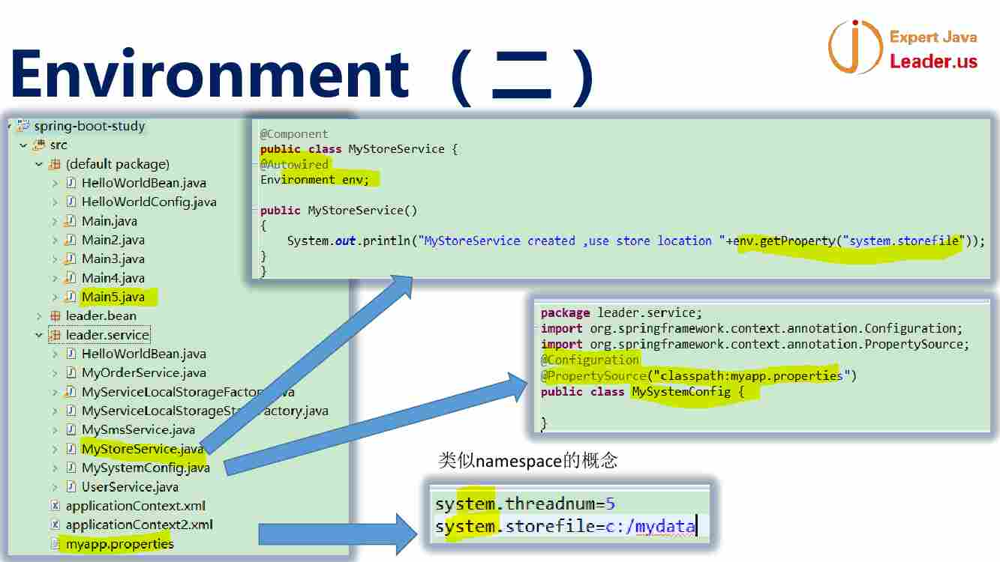 Expert Java
Leader.us
Environment（二）
spring-boot-study
src
(default package)
HelloWorldBean.java
HelloWorldConfig.java
Main.java
Main2.java
Main3.java
Main4.java
Main5.java
leader.bean
leader.service
HelloWorldBean.java
MyOrderService.java
MyServiceLocalStorageFactory.java
MyServiceLocalStorageSta Factory.java
MySmsService.java
MyStoreService.java
MySystemConfig.java
UserService.java
applicationContext.xml
applicationContext2.xml
myapp.properties
@Component
public class MyStoreService {
@Autowired
Environment env;
public MyStoreService()
{
System.out.println("MyStoreService created ,use store location "+env.getProperty("system.storefile"));
}
}
package leader.service;
import org.springframework.context.annotation.Configuration;
import org.springframework.context.annotation.PropertySource;
@Configuration
@PropertySource("classpath:myapp.properties")
public class MySystemConfig {
}
类似namespace的概念
system.threadnum=5
system.storefile=c:/mydata